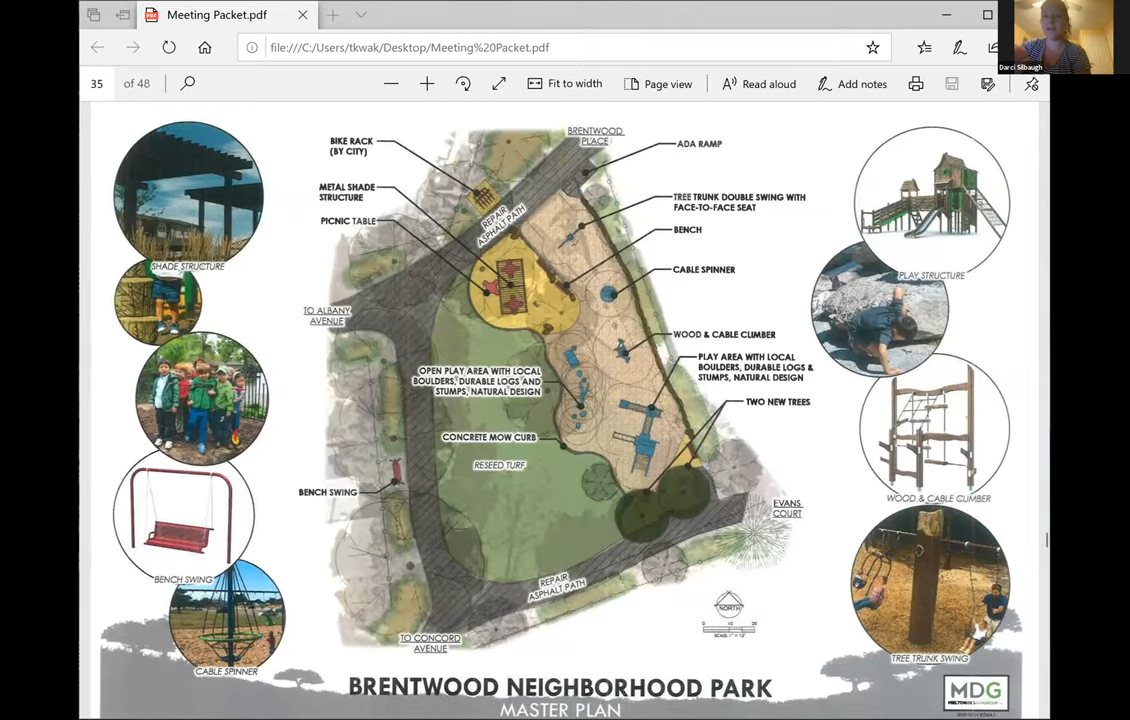 Meeting Packet.pdf
file:///C:/Users/tkwak/Desktop/Meeting%20Packet.pdf
35 of 48
Fit to width
Page view
Read aloud
Add notes
Darci Silbaugh
BRENTWOOD
PLACE
BIKE RACK
(BY CITY)
ADA RAMP
METAL SHADE
STRUCTURE
TREE TRUNK DOUBLE SWING WITH
FACE-TO-FACE SEAT
PICNIC TABLE
REPAIR
ASPHALT PATH
BENCH
SHADE STRUCTURE
CABLE SPINNER
PLAY STRUCTURE
TO ALBANY
AVENUE
WOOD & CABLE CLIMBER
OPEN PLAY AREA WITH LOCAL
BOULDERS, DURABLE LOGS AND
STUMPS, NATURAL DESIGN
PLAY AREA WITH LOCAL
BOULDERS, DURABLE LOGS &
STUMPS, NATURAL DESIGN
TWO NEW TREES
CONCRETE MOW CURB
RESEED TURF
BENCH SWING
WOOD & CABLE CLIMBER
EVANS
COURT
BENCH SWING
REPAIR
ASPHALT PATH
NORTH
0 10 20
SCALE: 1" = 10'
TO CONCORD
AVENUE
CABLE SPINNER
TREE TRUNK SWING
BRENTWOOD NEIGHBORHOOD PARK
MASTER PLAN
MDG